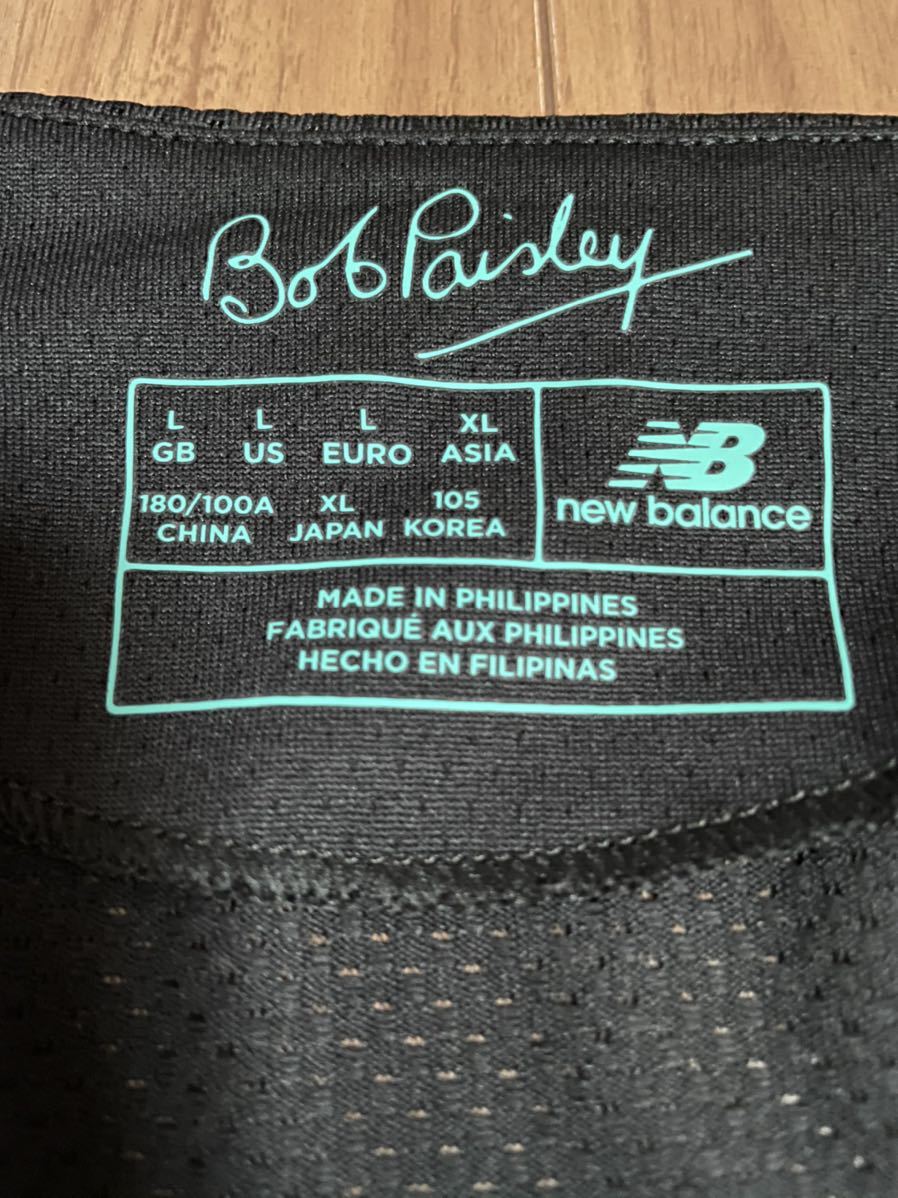 Bob Paisley
L L L XL
GB US EURO ASIA
180/100A XL 105
CHINA JAPAN KOREA
NB
new balance
MADE IN PHILIPPINES
FABRIQUÉ AUX PHILIPPINES
HECHO EN FILIPINAS